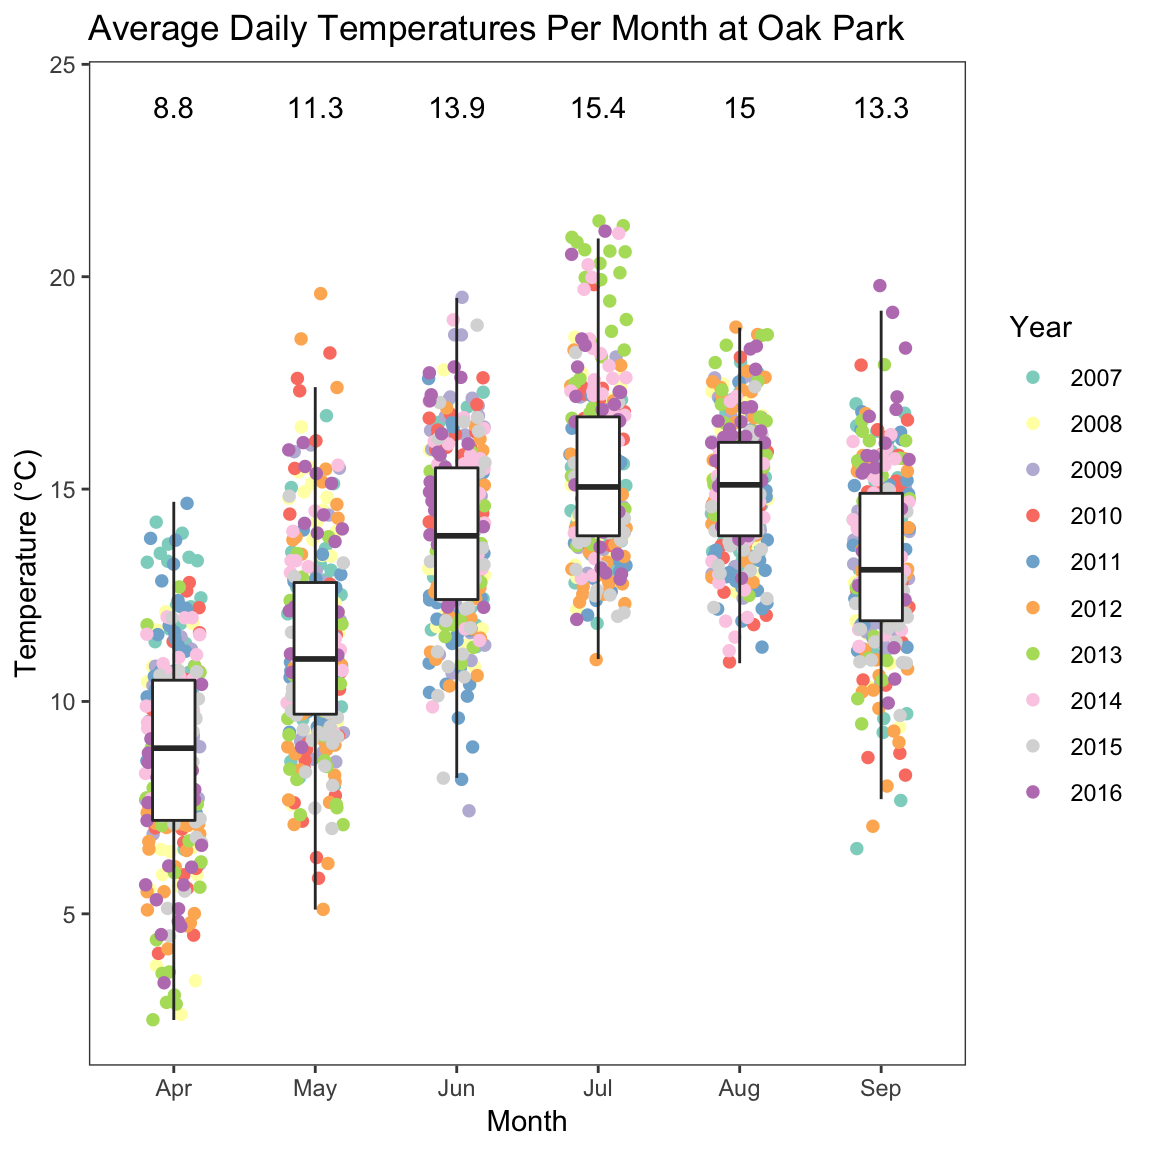 Average Daily Temperatures Per Month at Oak Park
25
8.8 11.3 13.9 15.4 15 13.3
20
15
10
5
Temperature (°C)
Apr May Jun Jul Aug Sep
Month
Year
2007
2008
2009
2010
2011
2012
2013
2014
2015
2016